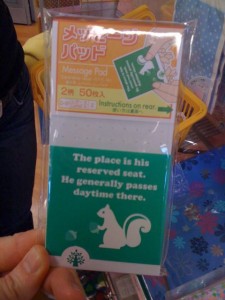 メッセージ
パッド
Message Pad
2柄 50枚入
Instructions on rear
The place is his
reserved seat.
He generally passes
daytime there.